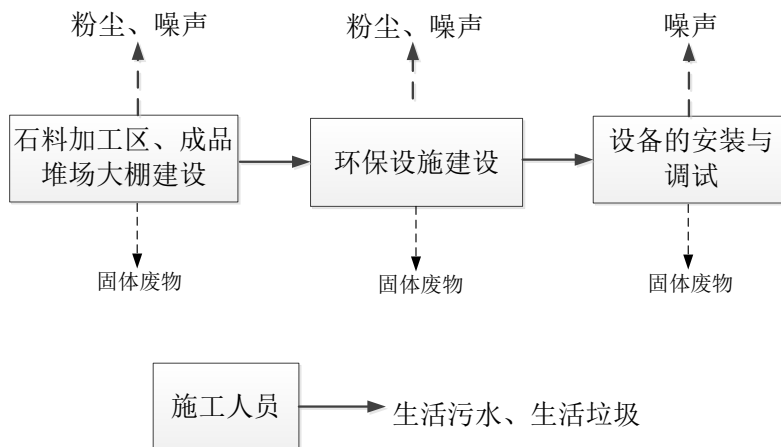 粉尘、噪声
粉尘、噪声
噪声
石料加工区、成品
堆场大棚建设
环保设施建设
设备的安装与
调试
固体废物
固体废物
固体废物
施工人员
生活污水、生活垃圾